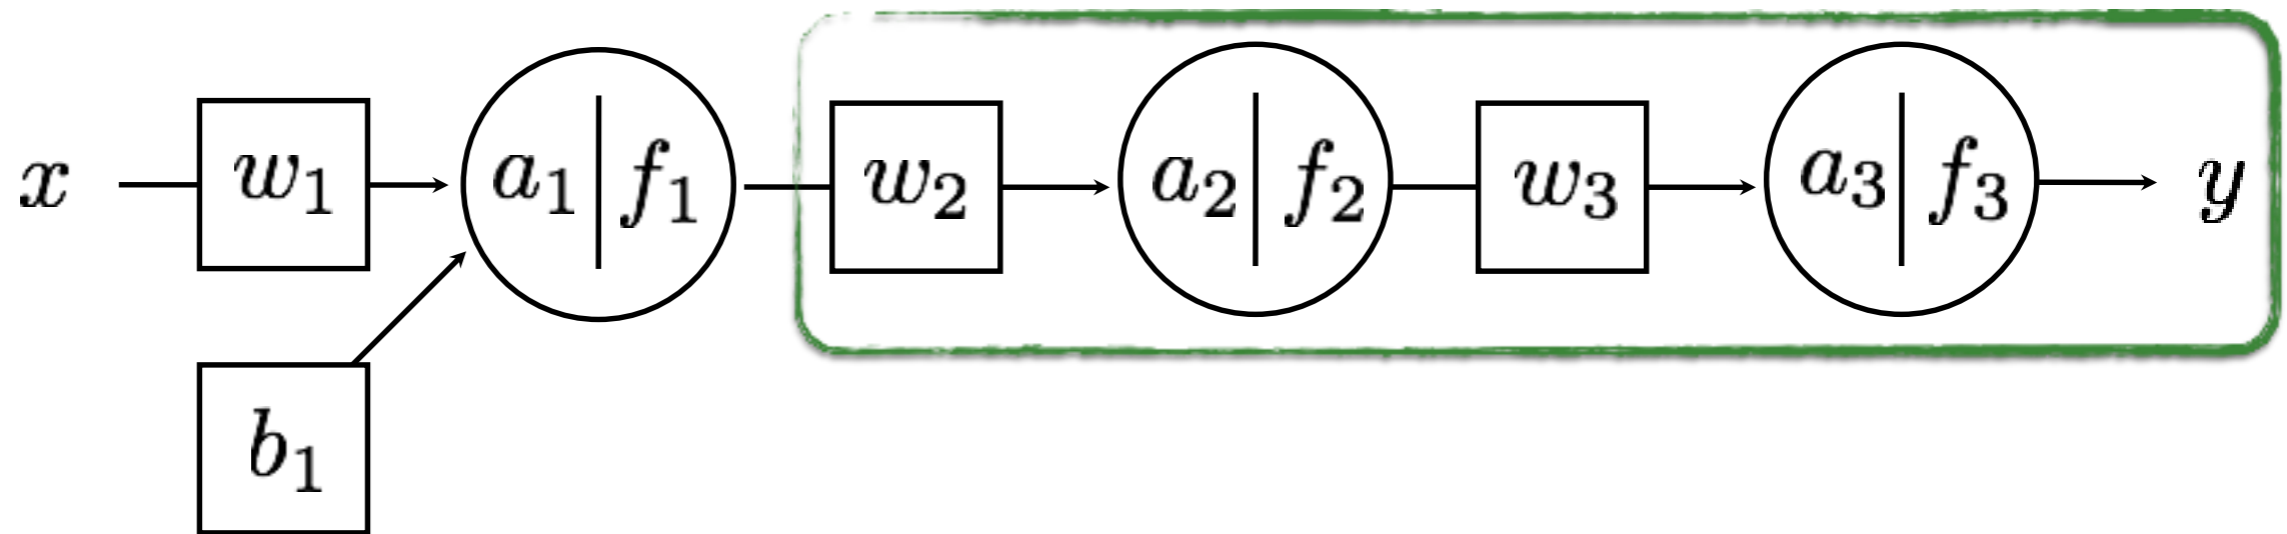 x w₁ a₁ | f₁ w₂ a₂ | f₂ w₃ a₃ | f₃ y
b₁